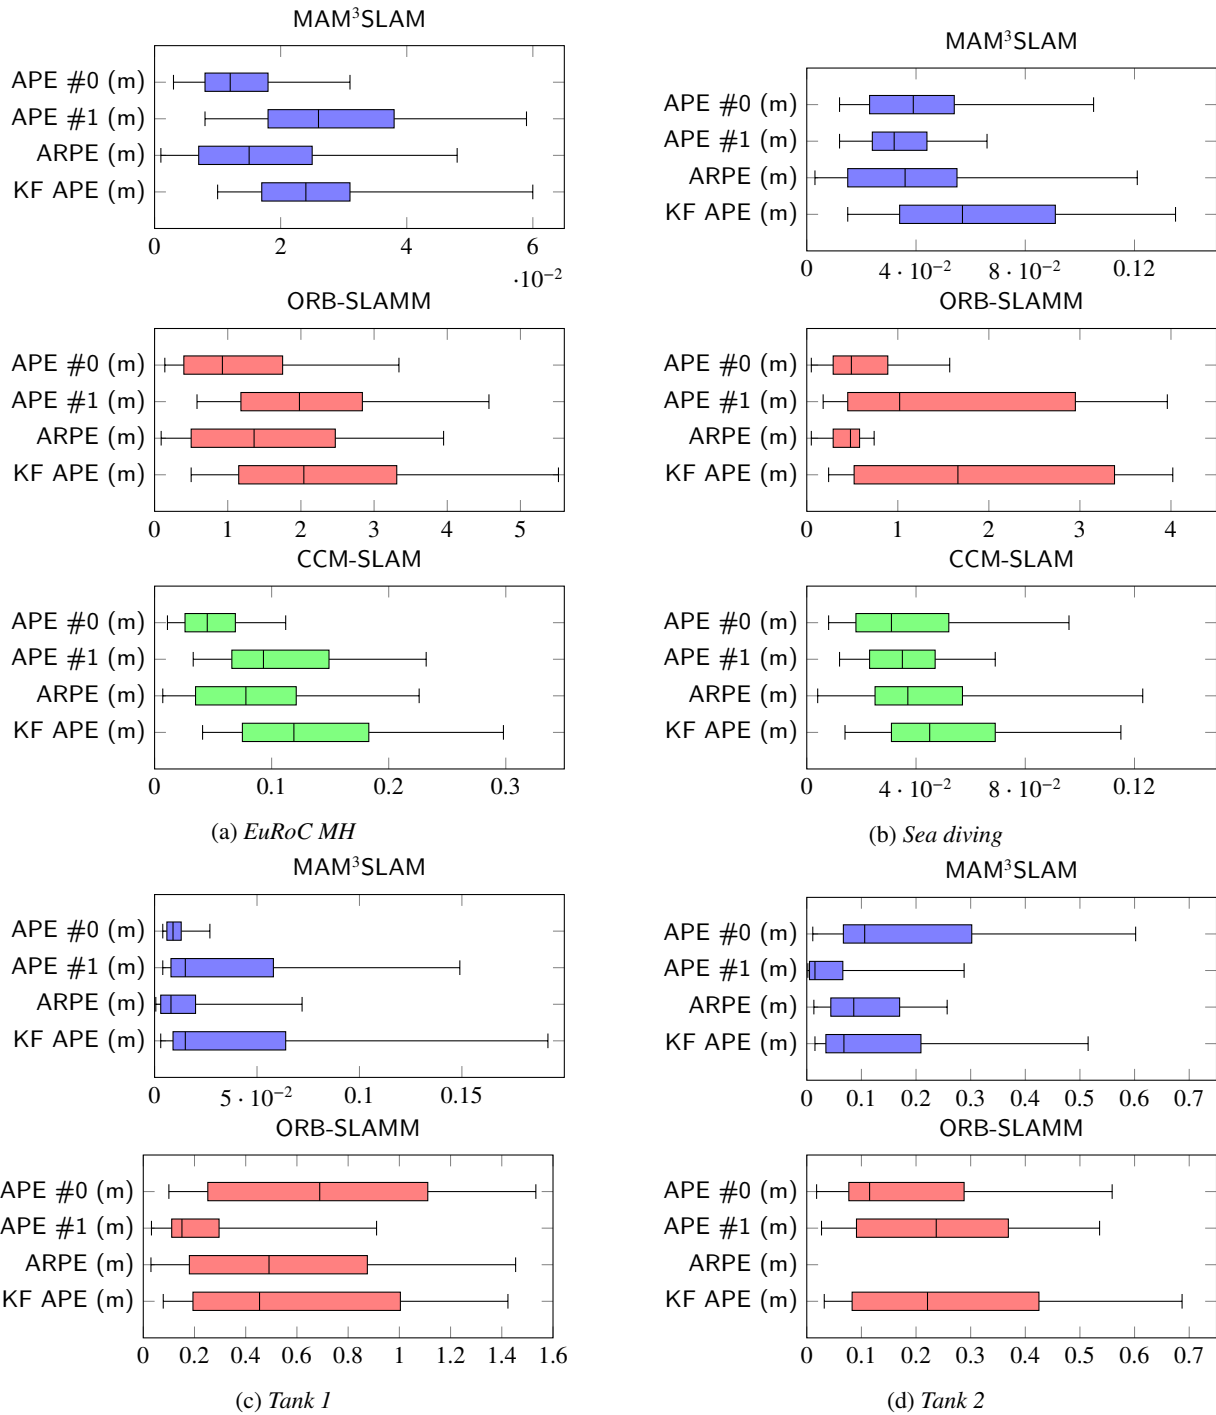 MAM³SLAM
APE #0 (m)
APE #1 (m)
ARPE (m)
KF APE (m)
0 2 4 6
·10⁻²
ORB-SLAMM
APE #0 (m)
APE #1 (m)
ARPE (m)
KF APE (m)
0 1 2 3 4 5
CCM-SLAM
APE #0 (m)
APE #1 (m)
ARPE (m)
KF APE (m)
0 0.1 0.2 0.3
(a) EuRoC MH
MAM³SLAM
APE #0 (m)
APE #1 (m)
ARPE (m)
KF APE (m)
0 4 · 10⁻² 8 · 10⁻² 0.12
ORB-SLAMM
APE #0 (m)
APE #1 (m)
ARPE (m)
KF APE (m)
0 1 2 3 4
CCM-SLAM
APE #0 (m)
APE #1 (m)
ARPE (m)
KF APE (m)
0 4 · 10⁻² 8 · 10⁻² 0.12
(b) Sea diving
MAM³SLAM
APE #0 (m)
APE #1 (m)
ARPE (m)
KF APE (m)
0 5 · 10⁻² 0.1 0.15
ORB-SLAMM
APE #0 (m)
APE #1 (m)
ARPE (m)
KF APE (m)
0 0.2 0.4 0.6 0.8 1 1.2 1.4 1.6
(c) Tank 1
MAM³SLAM
APE #0 (m)
APE #1 (m)
ARPE (m)
KF APE (m)
0 0.1 0.2 0.3 0.4 0.5 0.6 0.7
ORB-SLAMM
APE #0 (m)
APE #1 (m)
ARPE (m)
KF APE (m)
0 0.1 0.2 0.3 0.4 0.5 0.6 0.7
(d) Tank 2